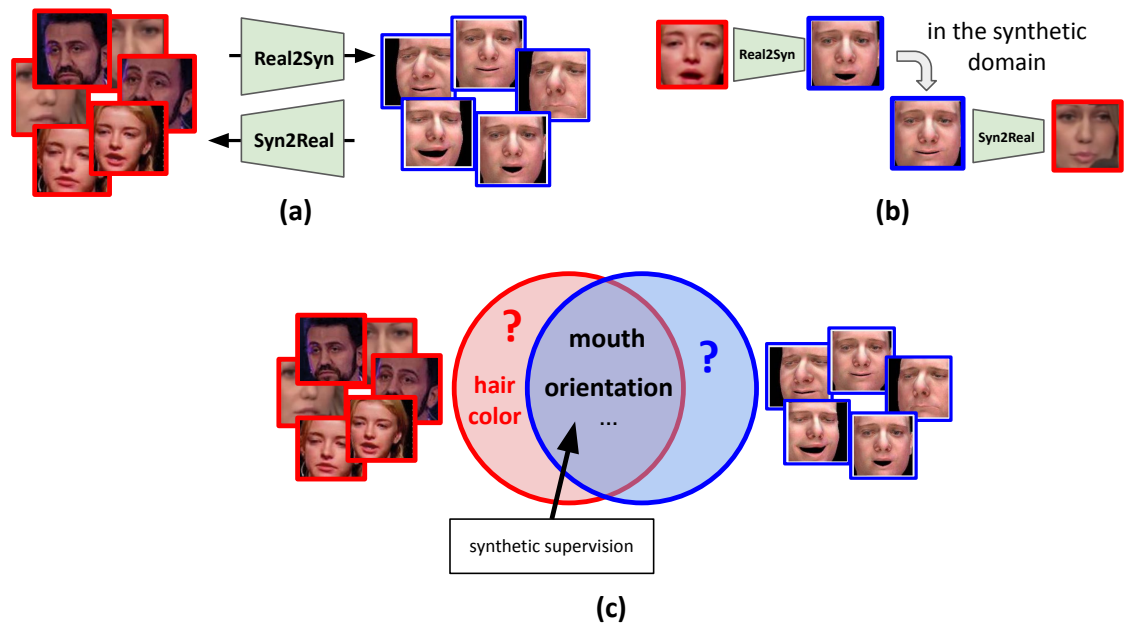 Real2Syn
Syn2Real
(a)
Real2Syn
in the synthetic
domain
Syn2Real
(b)
?
hair
color
mouth
orientation
...
?
synthetic supervision
(c)